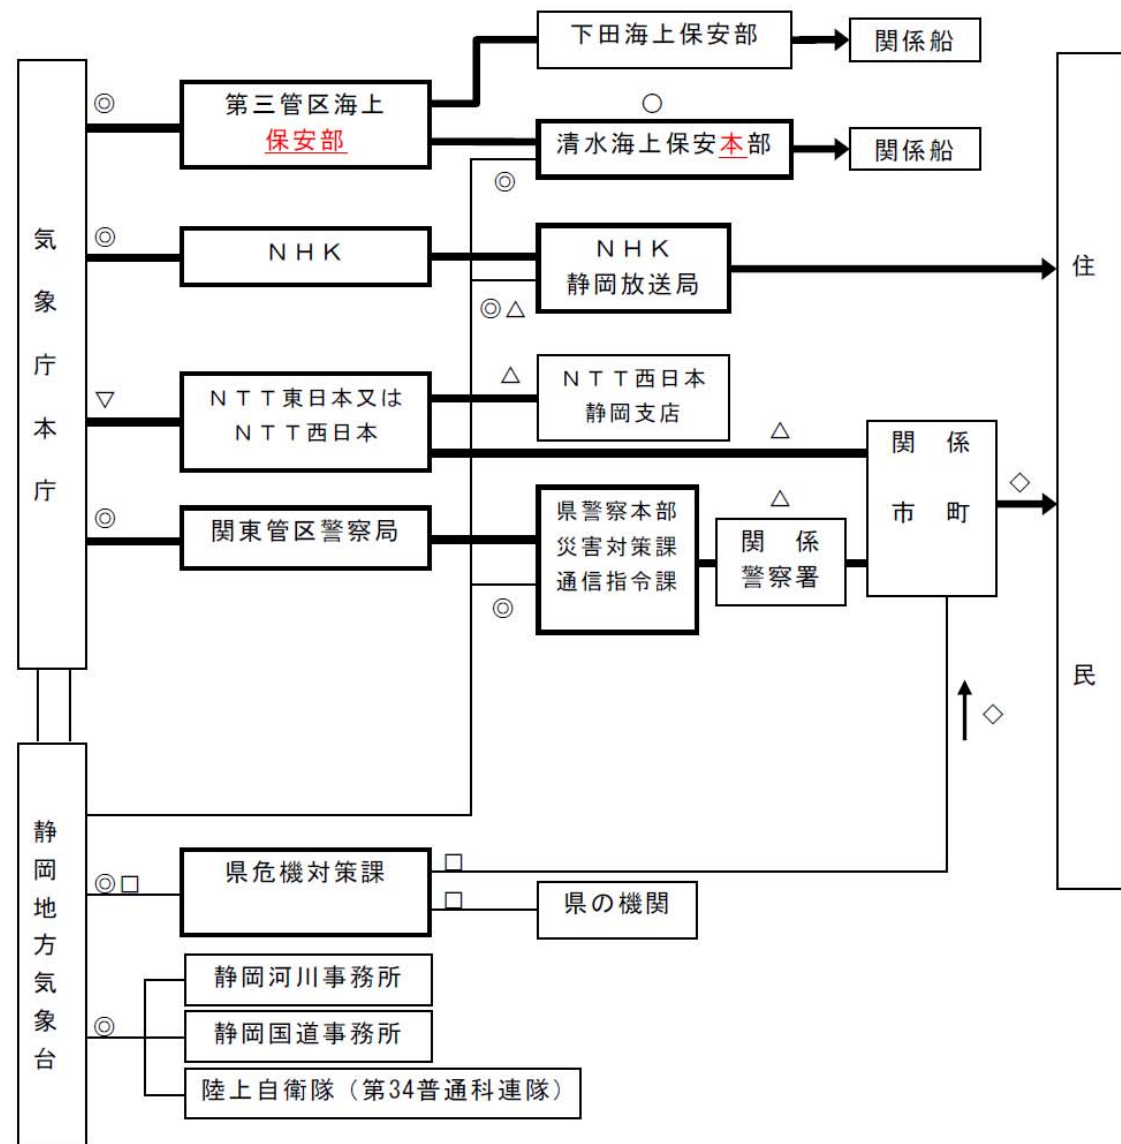 気象庁本庁
◎
第三管区海上
保安部
下田海上保安部
関係船
○
清水海上保安本部
関係船
◎
◎
ＮＨＫ
ＮＨＫ
静岡放送局
◎△
▽
ＮＴＴ東日本又は
ＮＴＴ西日本
△
ＮＴＴ西日本
静岡支店
△
◎
関東管区警察局
県警察本部
災害対策課
通信指令課
◎
△
関係
警察署
関係
市町
◇
住民
◇
静岡地方気象台
◎□
県危機対策課
□
□
県の機関
◎
静岡河川事務所
静岡国道事務所
陸上自衛隊（第34普通科連隊）